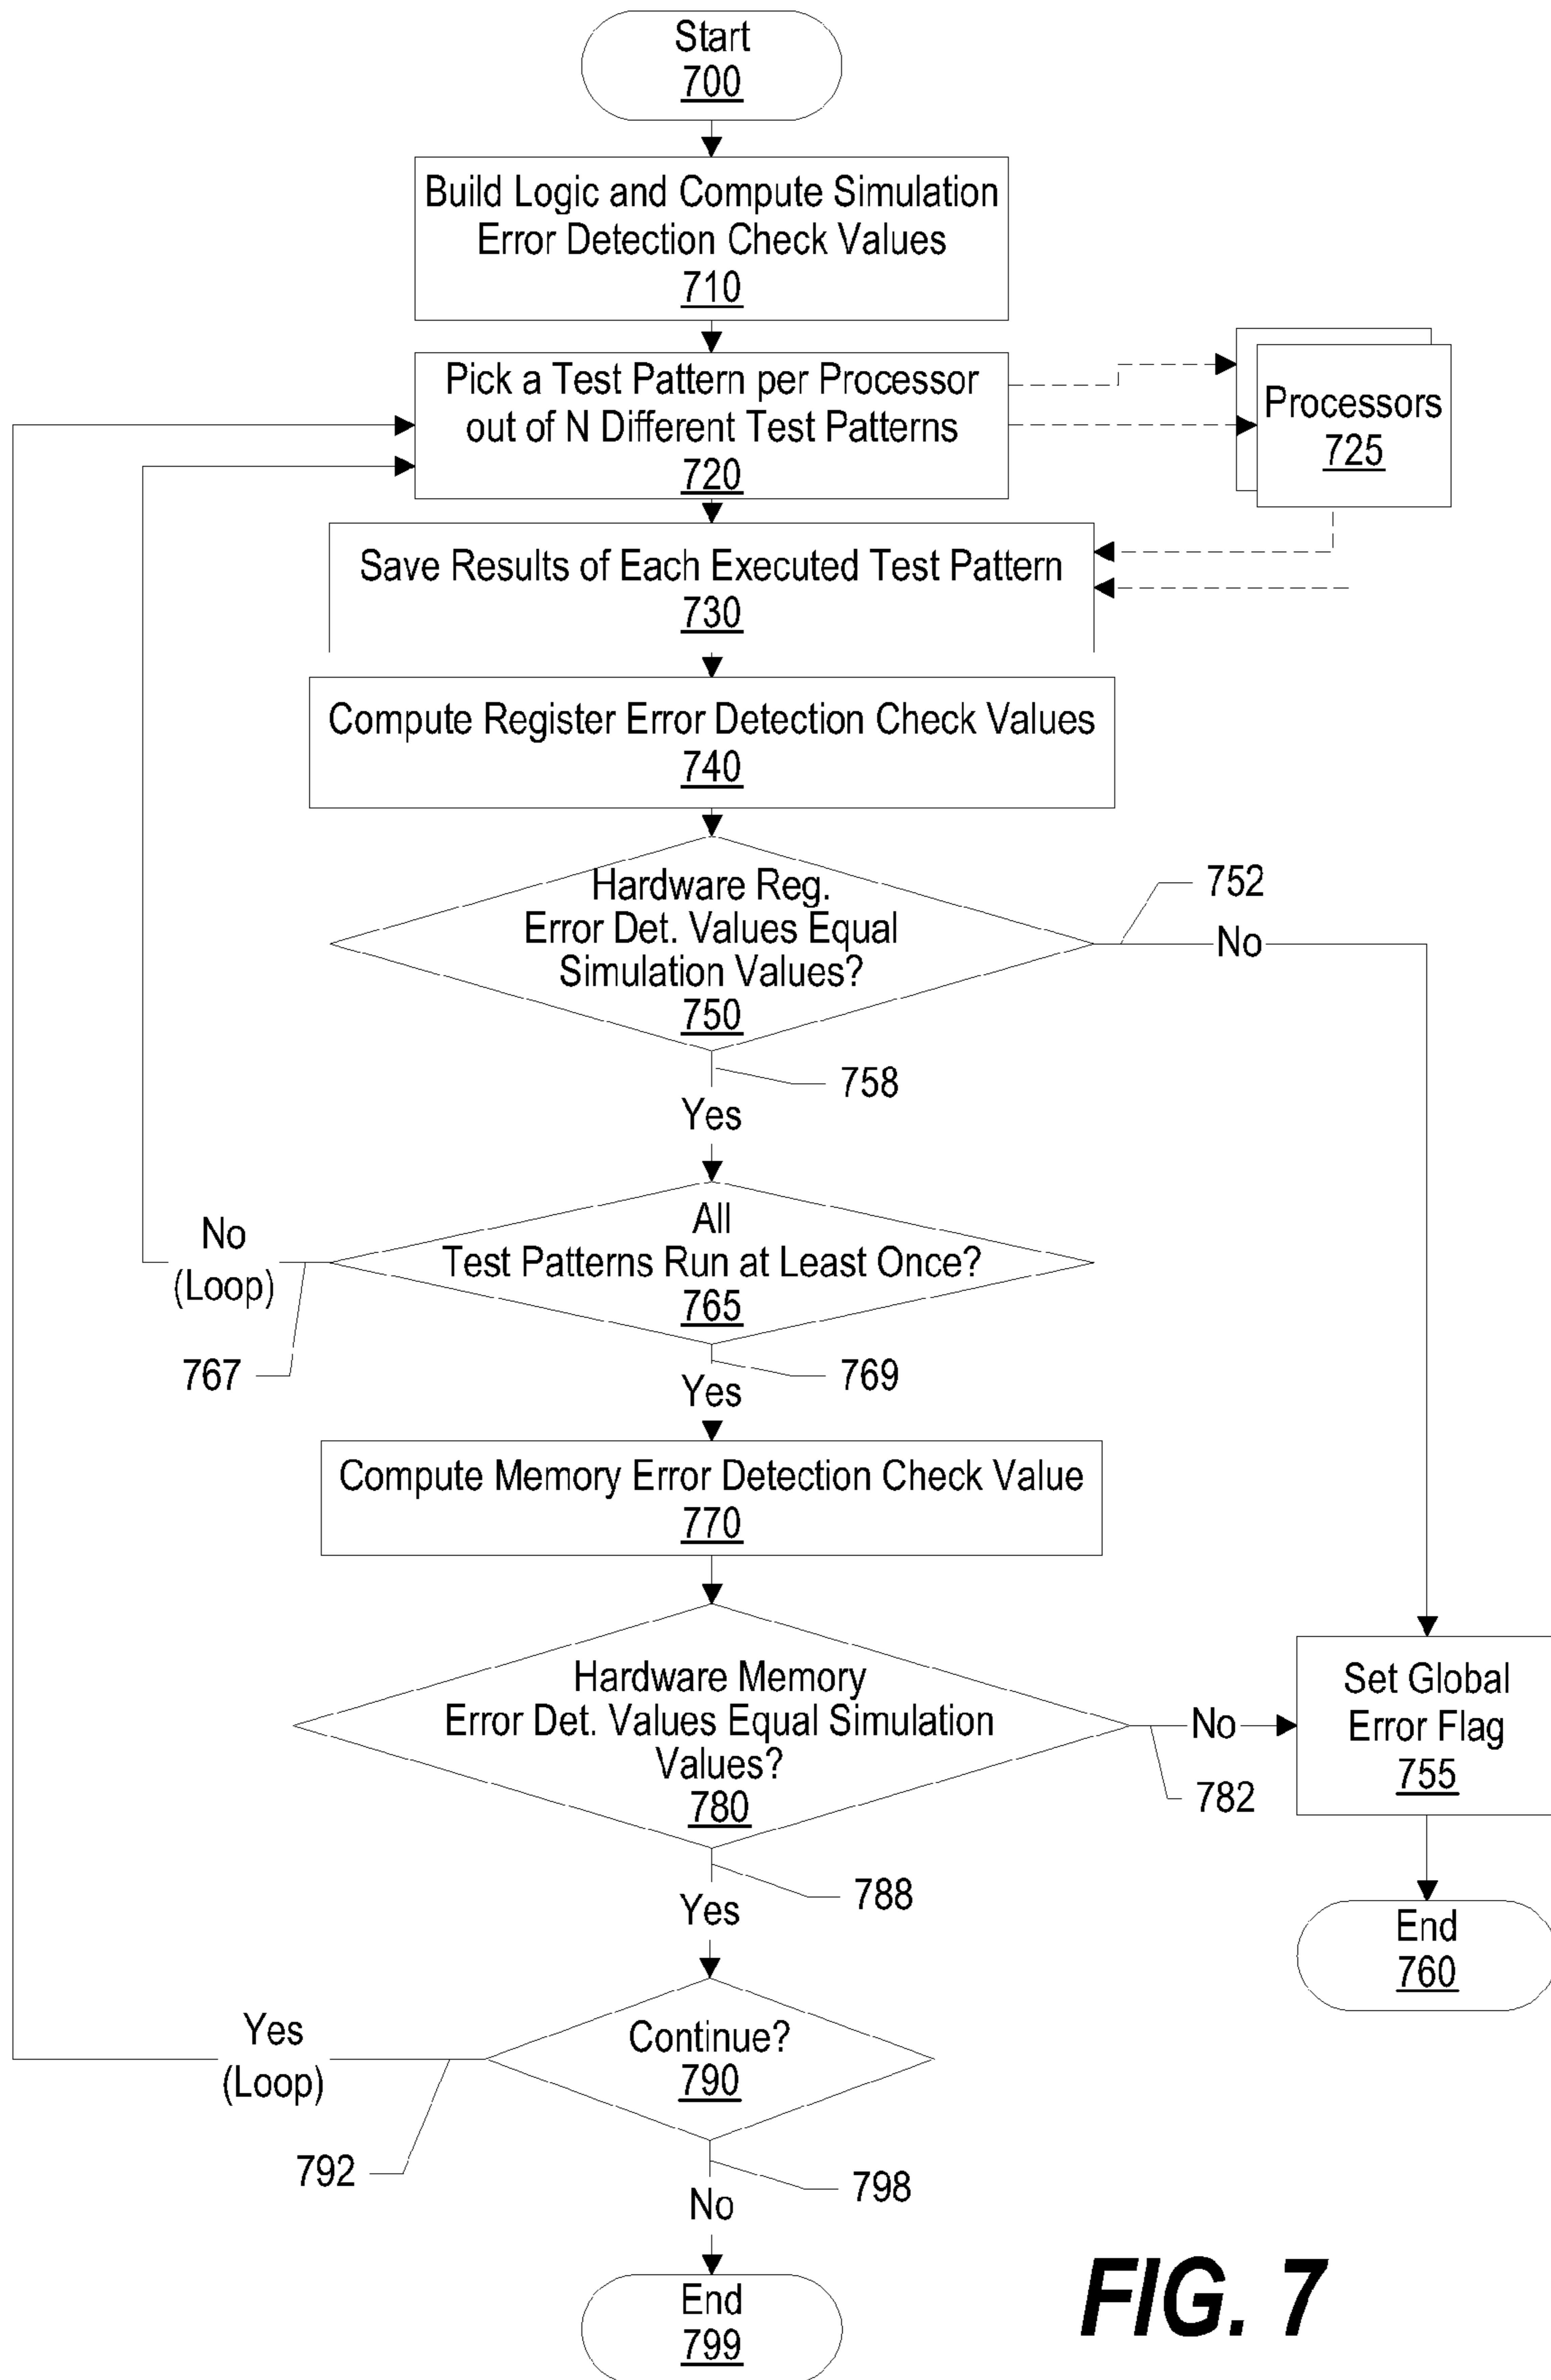 Start
700
Build Logic and Compute Simulation
Error Detection Check Values
710
Pick a Test Pattern per Processor
out of N Different Test Patterns
720
Processors
725
Save Results of Each Executed Test Pattern
730
Compute Register Error Detection Check Values
740
Hardware Reg.
Error Det. Values Equal
Simulation Values?
750
752
No
758
Yes
All
Test Patterns Run at Least Once?
765
No
(Loop)
767
769
Yes
Compute Memory Error Detection Check Value
770
Hardware Memory
Error Det. Values Equal Simulation
Values?
780
No
782
Set Global
Error Flag
755
End
760
788
Yes
Continue?
790
Yes
(Loop)
792
798
No
End
799
FIG. 7